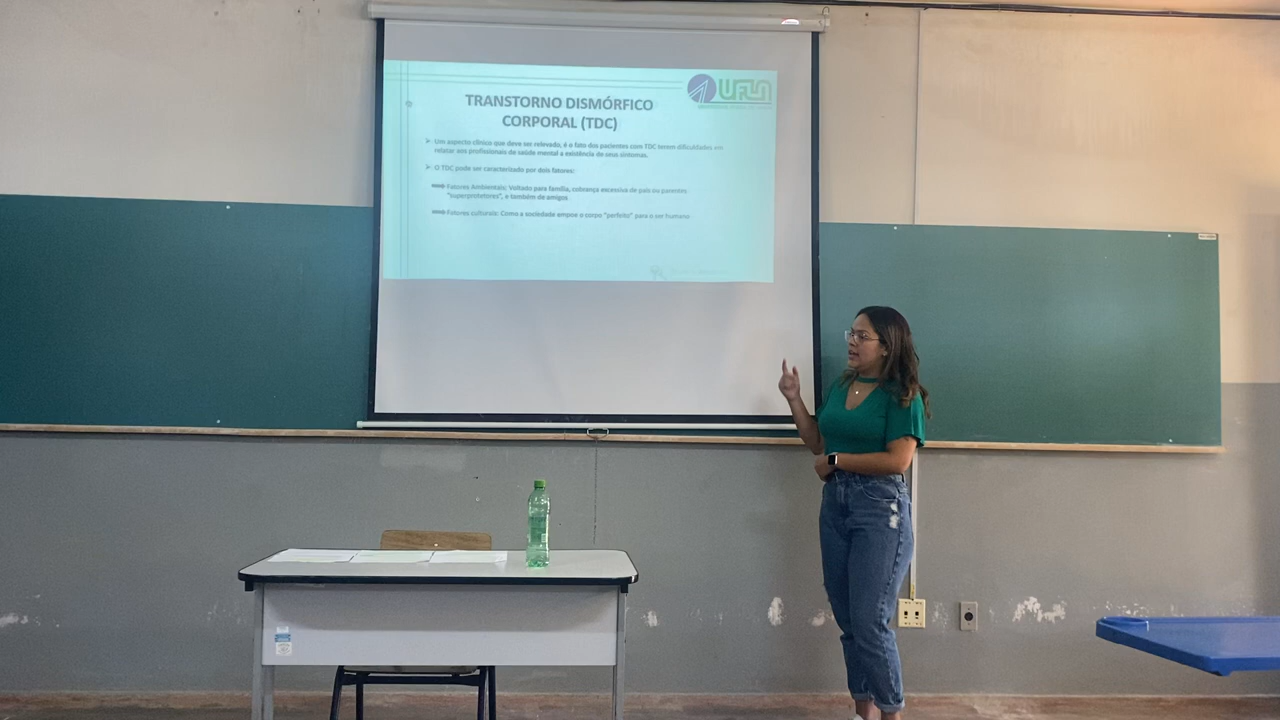 UFLA
TRANSTORNO DISMÓRFICO
CORPORAL (TDC)
Um aspecto clínico que deve ser relevado, é o fato dos pacientes com TDC terem dificuldades em
relatar aos profissionais de saúde mental a existência de seus sintomas.
O TDC pode ser caracterizado por dois fatores:
Fatores Ambientais: Voltado para família, cobrança excessiva de pais ou parentes
"superprotetores", e também de amigos
Fatores culturais: Como a sociedade empoe o corpo "perfeito" para o ser humano